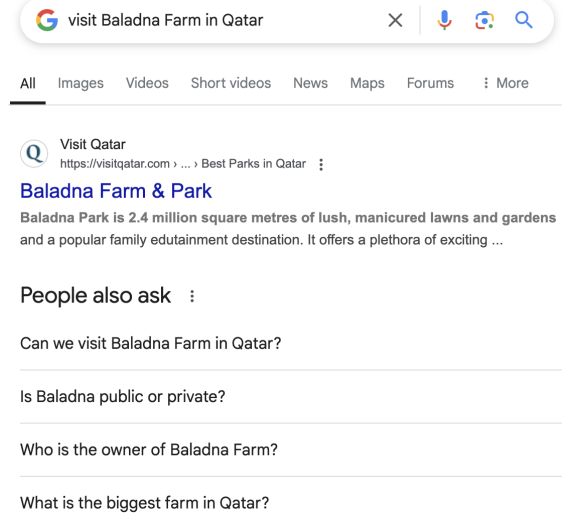 visit Baladna Farm in Qatar
All Images Videos Short videos News Maps Forums More
Visit Qatar
https://visitqatar.com › ... › Best Parks in Qatar
Baladna Farm & Park
Baladna Park is 2.4 million square metres of lush, manicured lawns and gardens
and a popular family edutainment destination. It offers a plethora of exciting ...
People also ask
Can we visit Baladna Farm in Qatar?
Is Baladna public or private?
Who is the owner of Baladna Farm?
What is the biggest farm in Qatar?